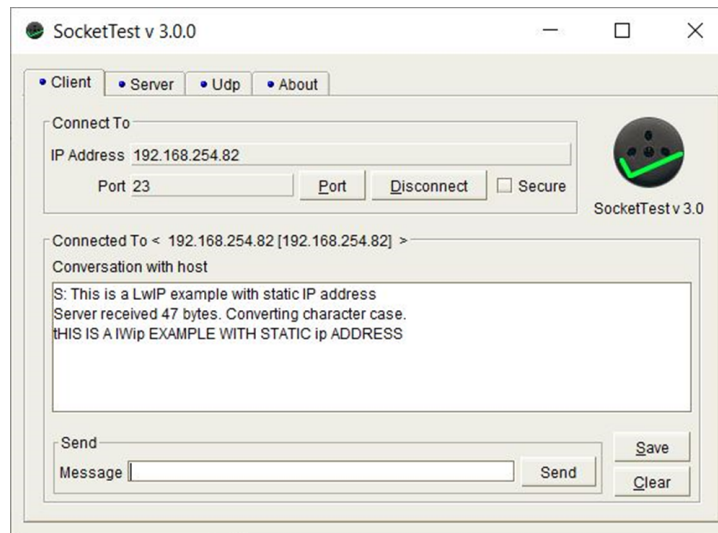 SocketTest v 3.0.0
Client
Server
Udp
About
Connect To
IP Address 192.168.254.82
Port 23 Port Disconnect Secure
SocketTest v 3.0
Connected To < 192.168.254.82 [192.168.254.82] >
Conversation with host
S: This is a LwIP example with static IP address
Server received 47 bytes. Converting character case.
tHIS IS A lWip EXAMPLE WITH STATIC ip ADDRESS
Send
Message Send
Save
Clear